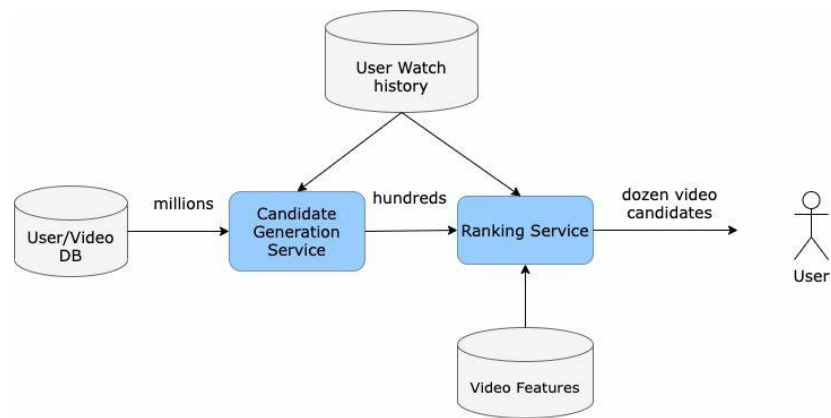 User Watch
history
millions
hundreds
dozen video
candidates
User/Video
DB
Candidate
Generation
Service
Ranking Service
User
Video Features